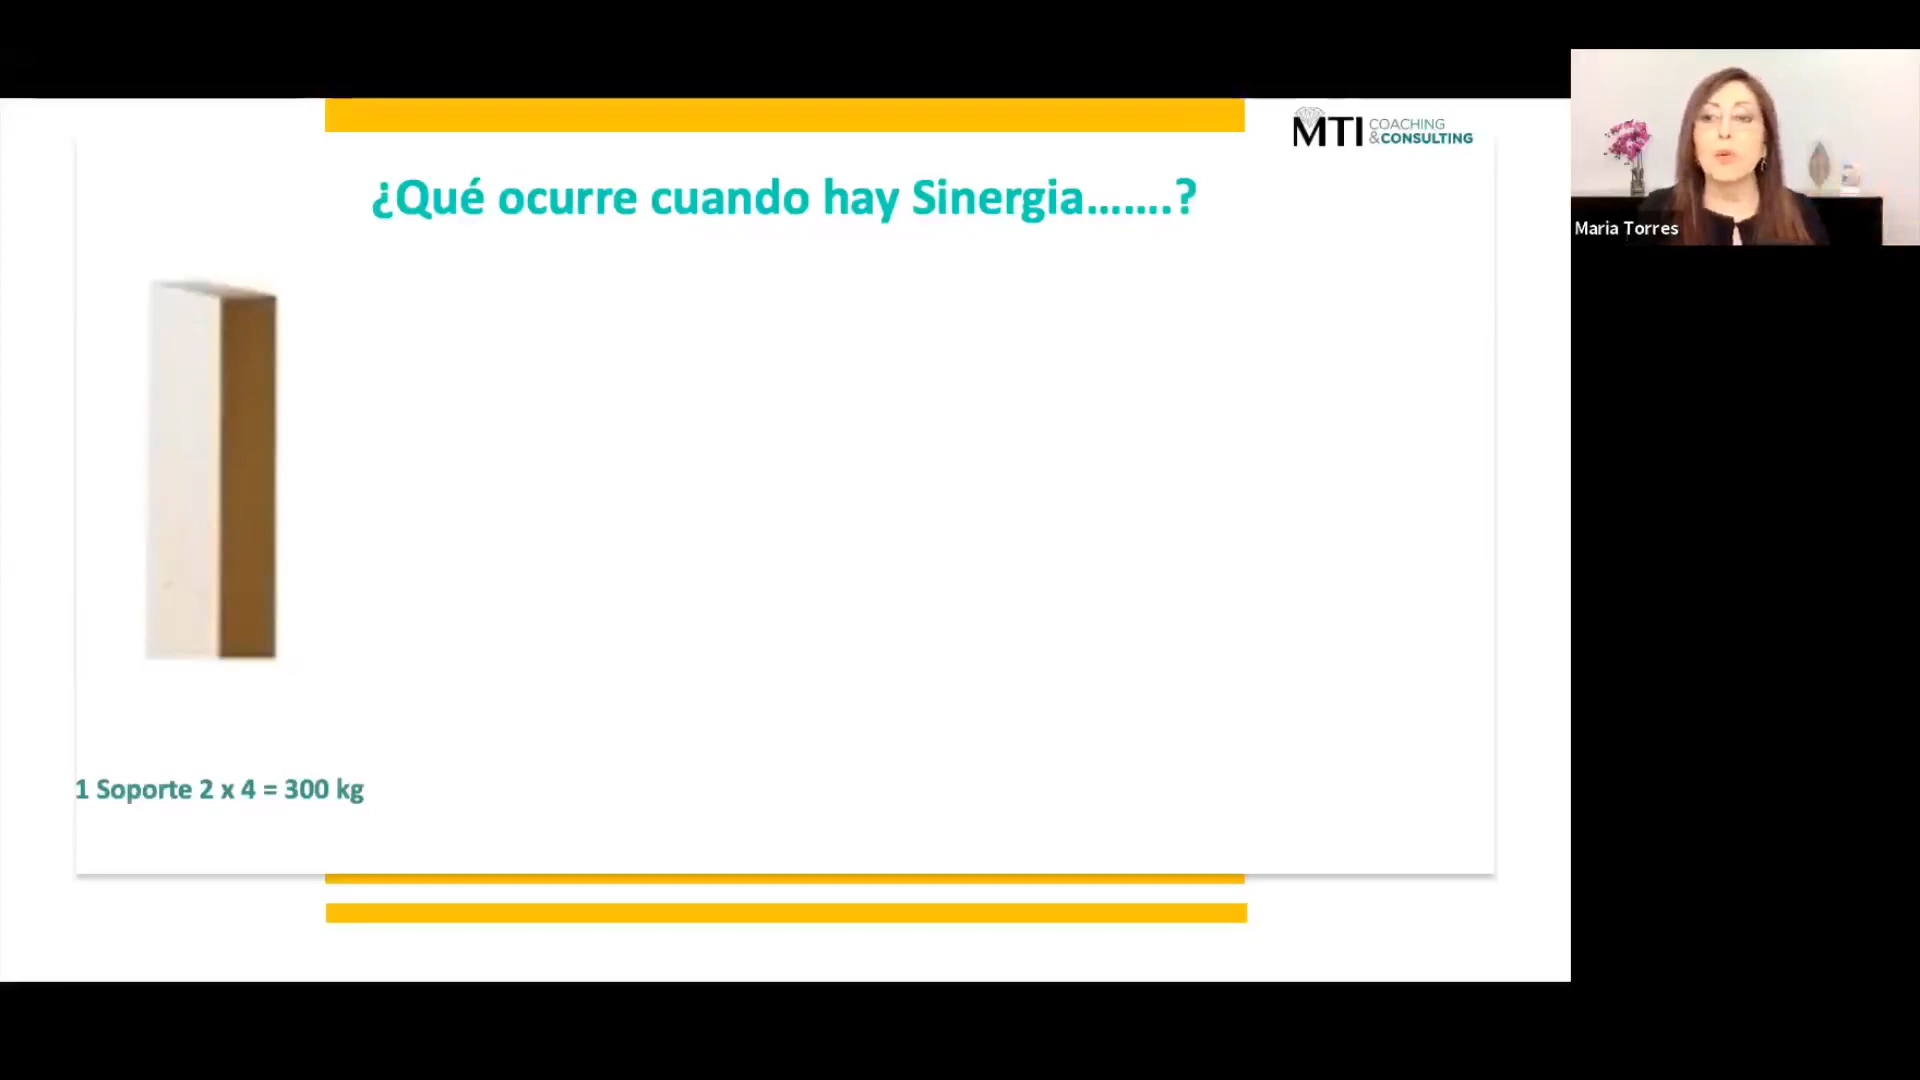 MTI COACHING
&CONSULTING
¿Qué ocurre cuando hay Sinergia.......?
Maria Torres
1 Soporte 2 x 4 = 300 kg